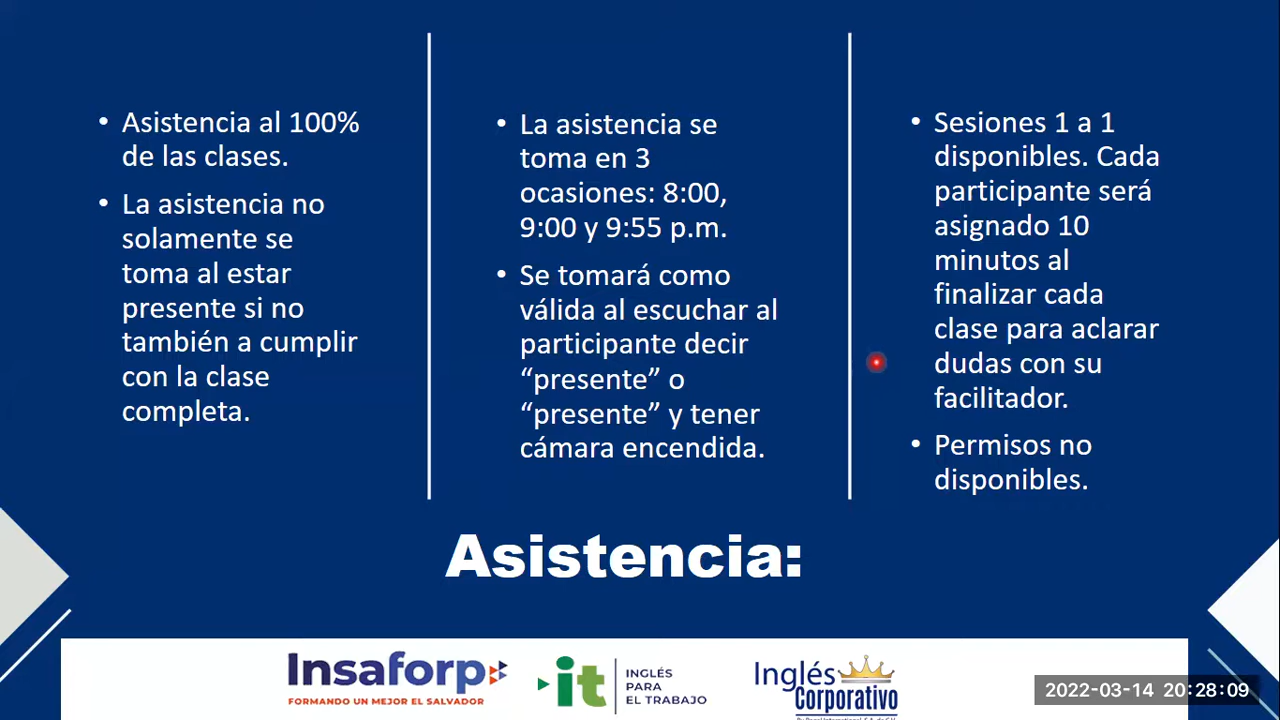 • Asistencia al 100%
de las clases.
• La asistencia no
solamente se
toma al estar
presente si no
también a cumplir
con la clase
completa.
• La asistencia se
toma en 3
ocasiones: 8:00,
9:00 y 9:55 p.m.
• Se tomará como
válida al escuchar al
participante decir
“presente” o
“presente” y tener
cámara encendida.
• Sesiones 1 a 1
disponibles. Cada
participante será
asignado 10
minutos al
finalizar cada
clase para aclarar
dudas con su
facilitador.
• Permisos no
disponibles.
Asistencia:
Insaforp
FORMANDO UN MEJOR EL SALVADOR
it
INGLÉS
PARA
EL TRABAJO
Inglés
Corporativo
2022-03-14 20:28:09